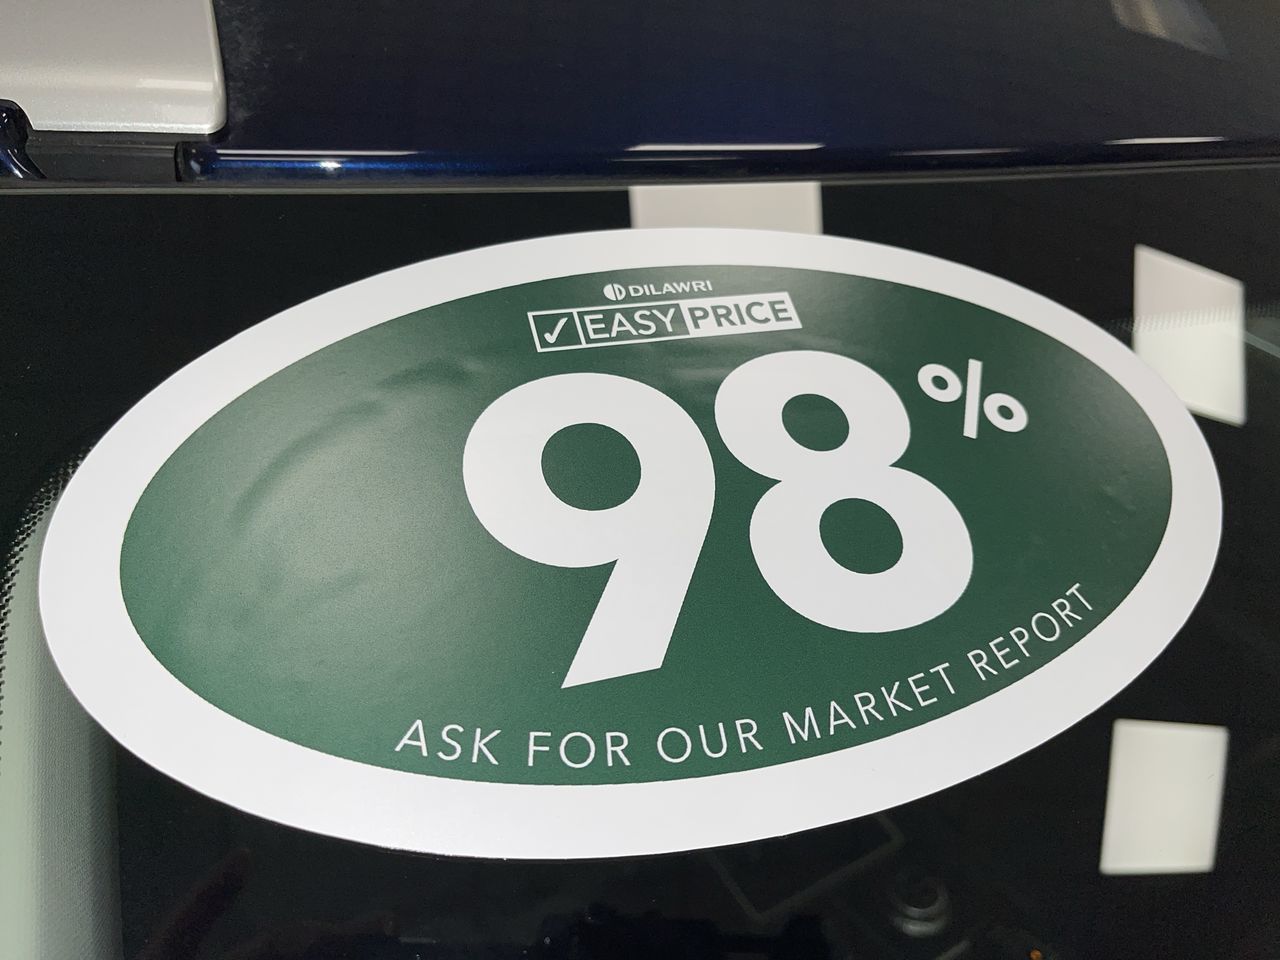 DILAWRI
✓ EASY PRICE
98%
ASK FOR OUR MARKET REPORT